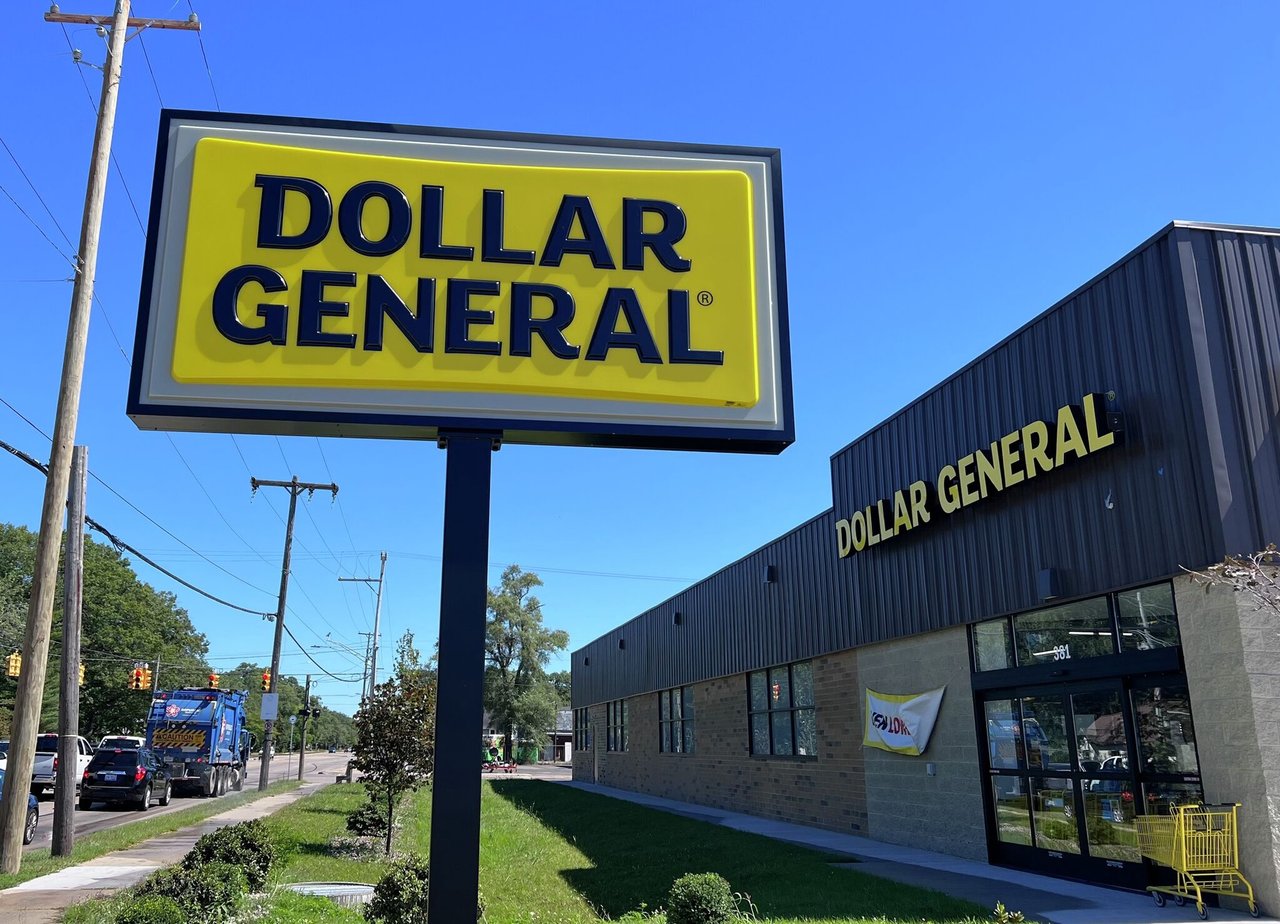 DOLLAR
GENERAL®
DOLLAR GENERAL®
381
CAUTION